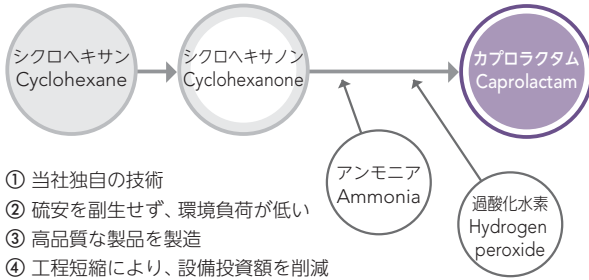 シクロヘキサン
Cyclohexane
シクロヘキサノン
Cyclohexanone
カプロラクタム
Caprolactam
アンモニア
Ammonia
過酸化水素
Hydrogen
peroxide
① 当社独自の技術
② 硫安を副生せず、環境負荷が低い
③ 高品質な製品を製造
④ 工程短縮により、設備投資額を削減